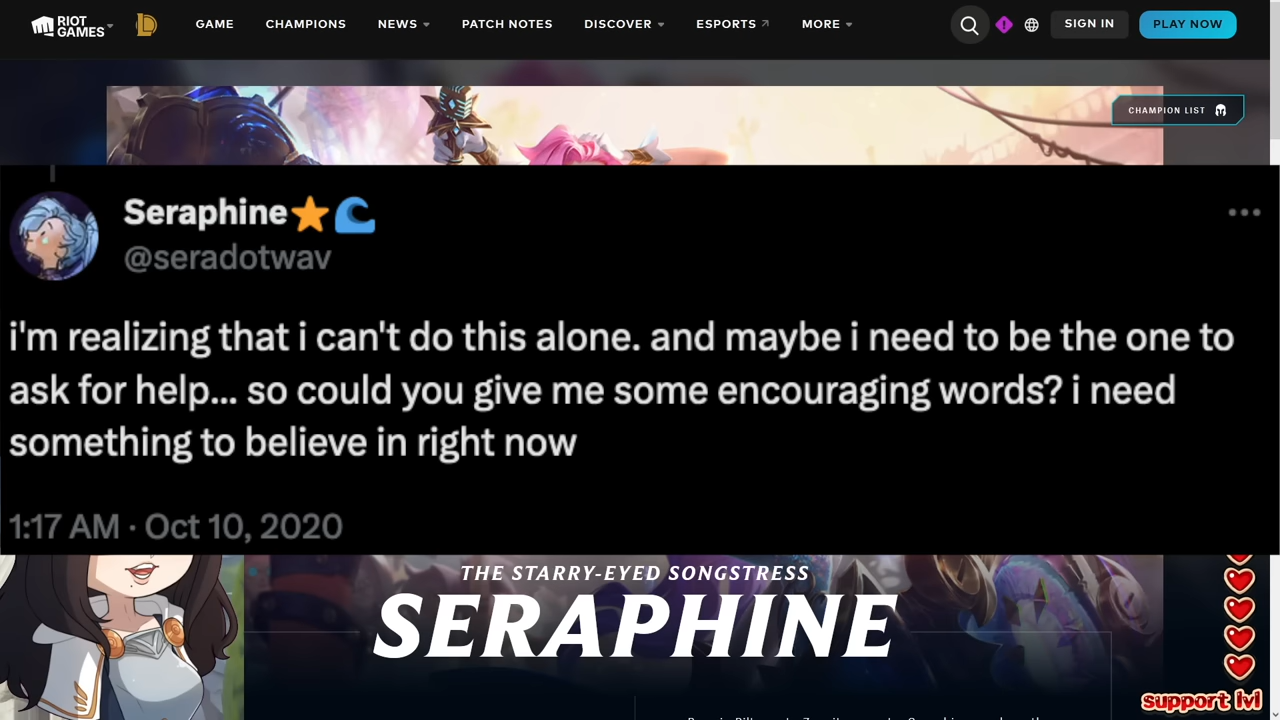 RIOT
GAMES
GAME
CHAMPIONS
NEWS
PATCH NOTES
DISCOVER
ESPORTS
MORE
SIGN IN
PLAY NOW
CHAMPION LIST
Seraphine⭐🌊
@seradotwav
i'm realizing that i can't do this alone. and maybe i need to be the one to
ask for help... so could you give me some encouraging words? i need
something to believe in right now
1:17 AM · Oct 10, 2020
THE STARRY-EYED SONGSTRESS
SERAPHINE
support lvl